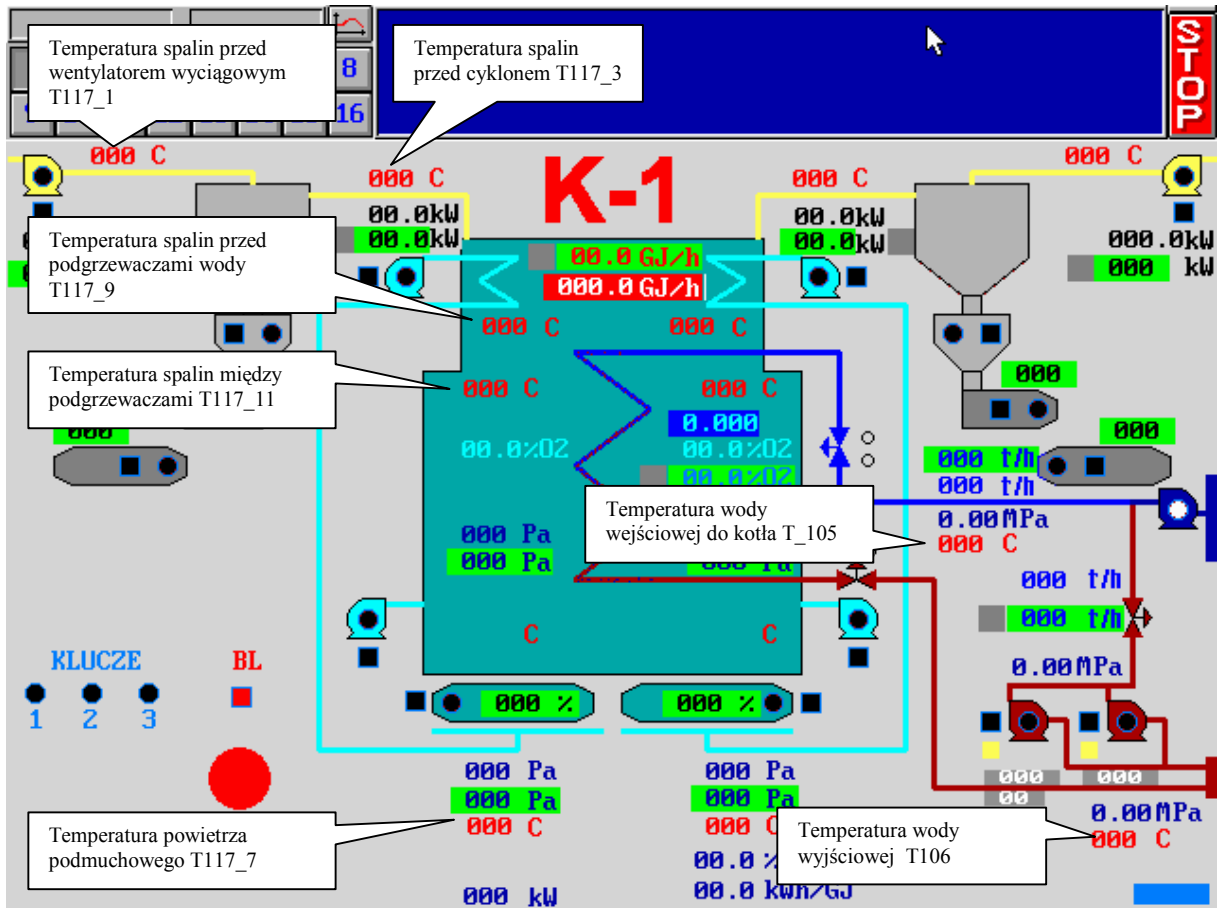 Temperatura spalin przed
wentylatorem wyciągowym
T117_1
Temperatura spalin
przed cyklonem T117_3
8
16
STOP
000 C
000 C
K-1
000 C
000 C
00.0kW
00.0kW
00.0kW
00.0kW
000.0kW
000 kW
00.0 GJ/h
000.0 GJ/h
Temperatura spalin przed
podgrzewaczami wody
T117_9
000 C
000 C
Temperatura spalin między
podgrzewaczami T117_11
000 C
000 C
000
000
000
0.000
00.0%O2
00.0%O2
00.0%O2
000 t/h
000 t/h
0.00MPa
000 C
Temperatura wody
wejściowej do kotła T_105
000 Pa
000 Pa
000 Pa
000 t/h
000 t/h
0.00MPa
C
C
KLUCZE
BL
1 2 3
000 %
000 %
000 Pa
000 Pa
000 C
000 Pa
000 Pa
000 C
000
00
000
0.00MPa
000 C
Temperatura powietrza
podmuchowego T117_7
Temperatura wody
wyjściowej T106
00.0 %
000 kW
00.0 kWh/GJ